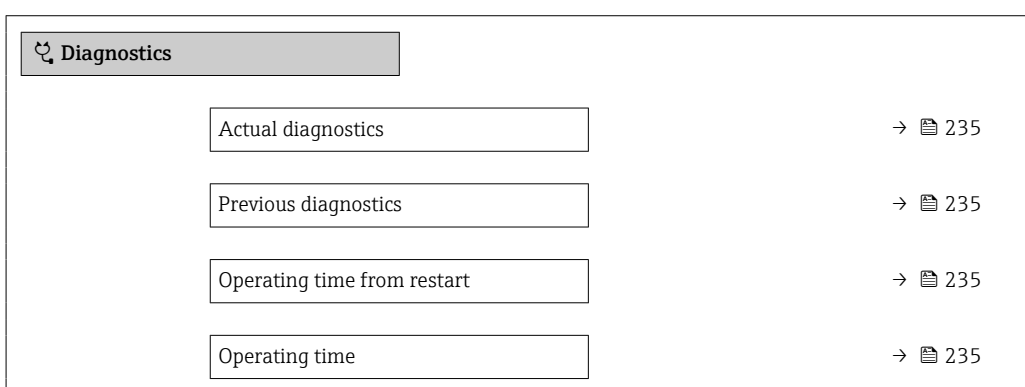 Diagnostics
Actual diagnostics → 235
Previous diagnostics → 235
Operating time from restart → 235
Operating time → 235